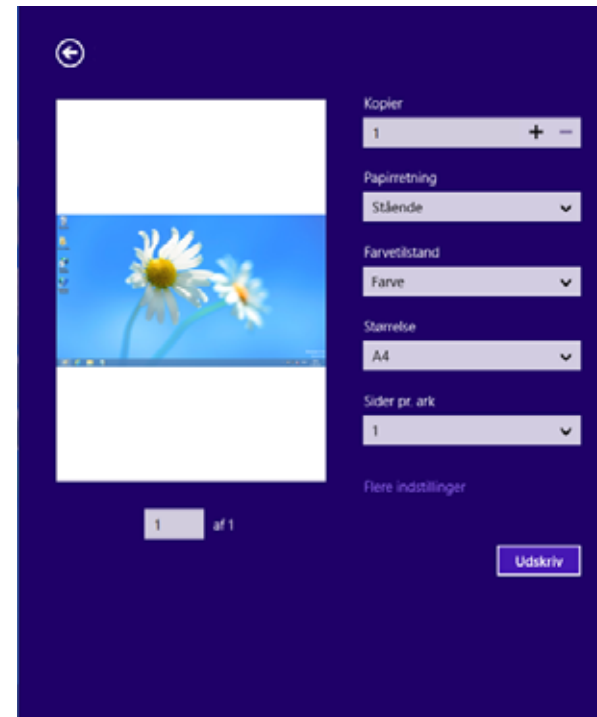 Kopier
1
Papirretning
Stående
Farvetilstand
Farve
Størrelse
A4
Sider pr. ark
1
Flere indstillinger
1 af 1
Udskriv